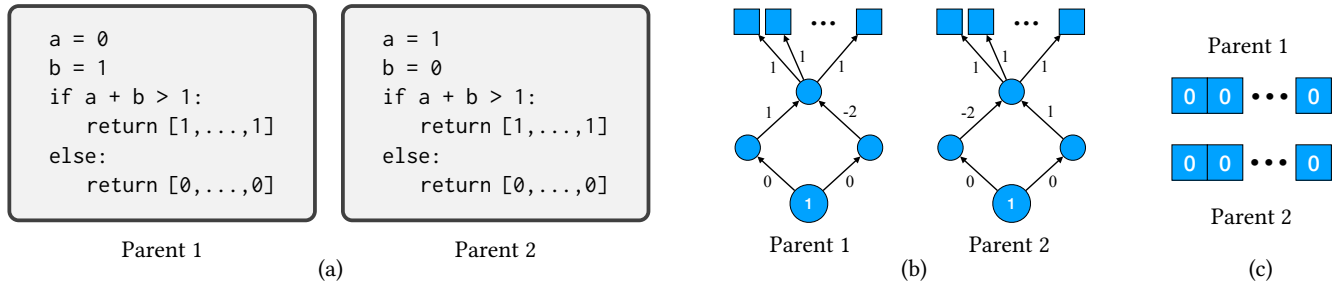 a = 0
b = 1
if a + b > 1:
return [1,...,1]
else:
return [0,...,0]
Parent 1
a = 1
b = 0
if a + b > 1:
return [1,...,1]
else:
return [0,...,0]
Parent 2
(a)
...
1 1 1
1 -2
0 0
1
Parent 1
...
1 1 1
-2 1
0 0
1
Parent 2
(b)
Parent 1
0 0 ... 0
0 0 ... 0
Parent 2
(c)